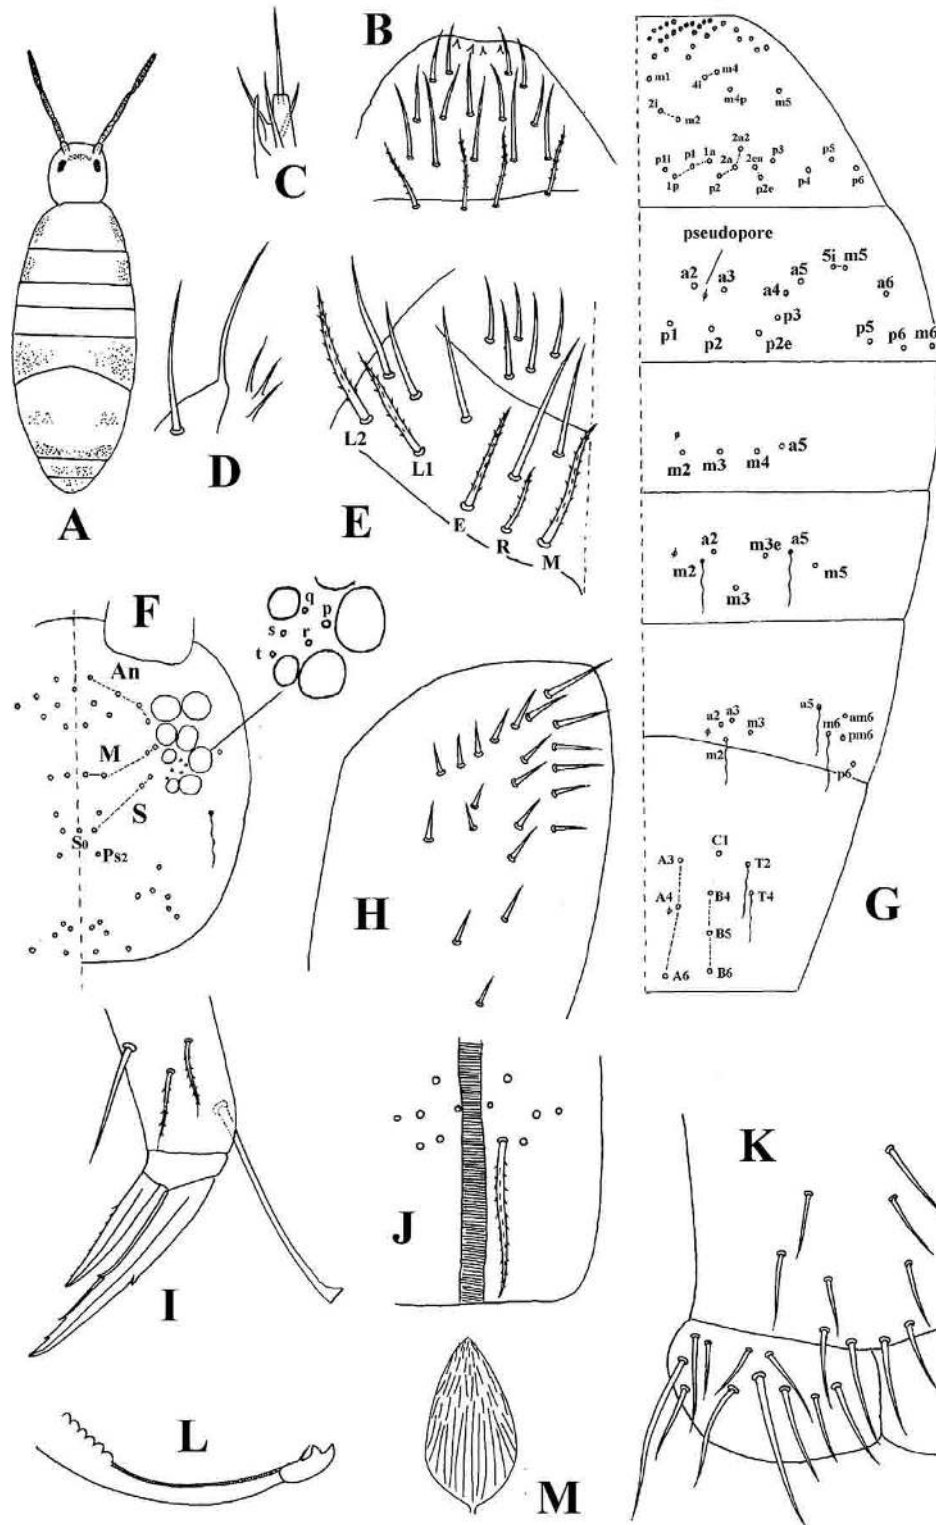 A
B
C
D
E
L2
L1
E
R
M
F
An
M
S
S0
Ps2
q
p
s
r
t
G
m1
4i
m4
m4p
m5
2i
m2
p1i
p1
1a
1p
2a2
2a
p2
2ea
p2e
p3
p4
p5
p6
pseudopore
a2
a3
a4
a5
5i
m5
a6
p1
p2
p3
p2e
p5
p6
m6
m2
m3
m4
a5
m2
a2
m3
m3e
a5
m5
a2
a3
m3
m2
a5
am6
m6
pm6
p6
A3
A4
A6
C1
B4
B5
B6
T2
T4
H
I
J
K
L
M